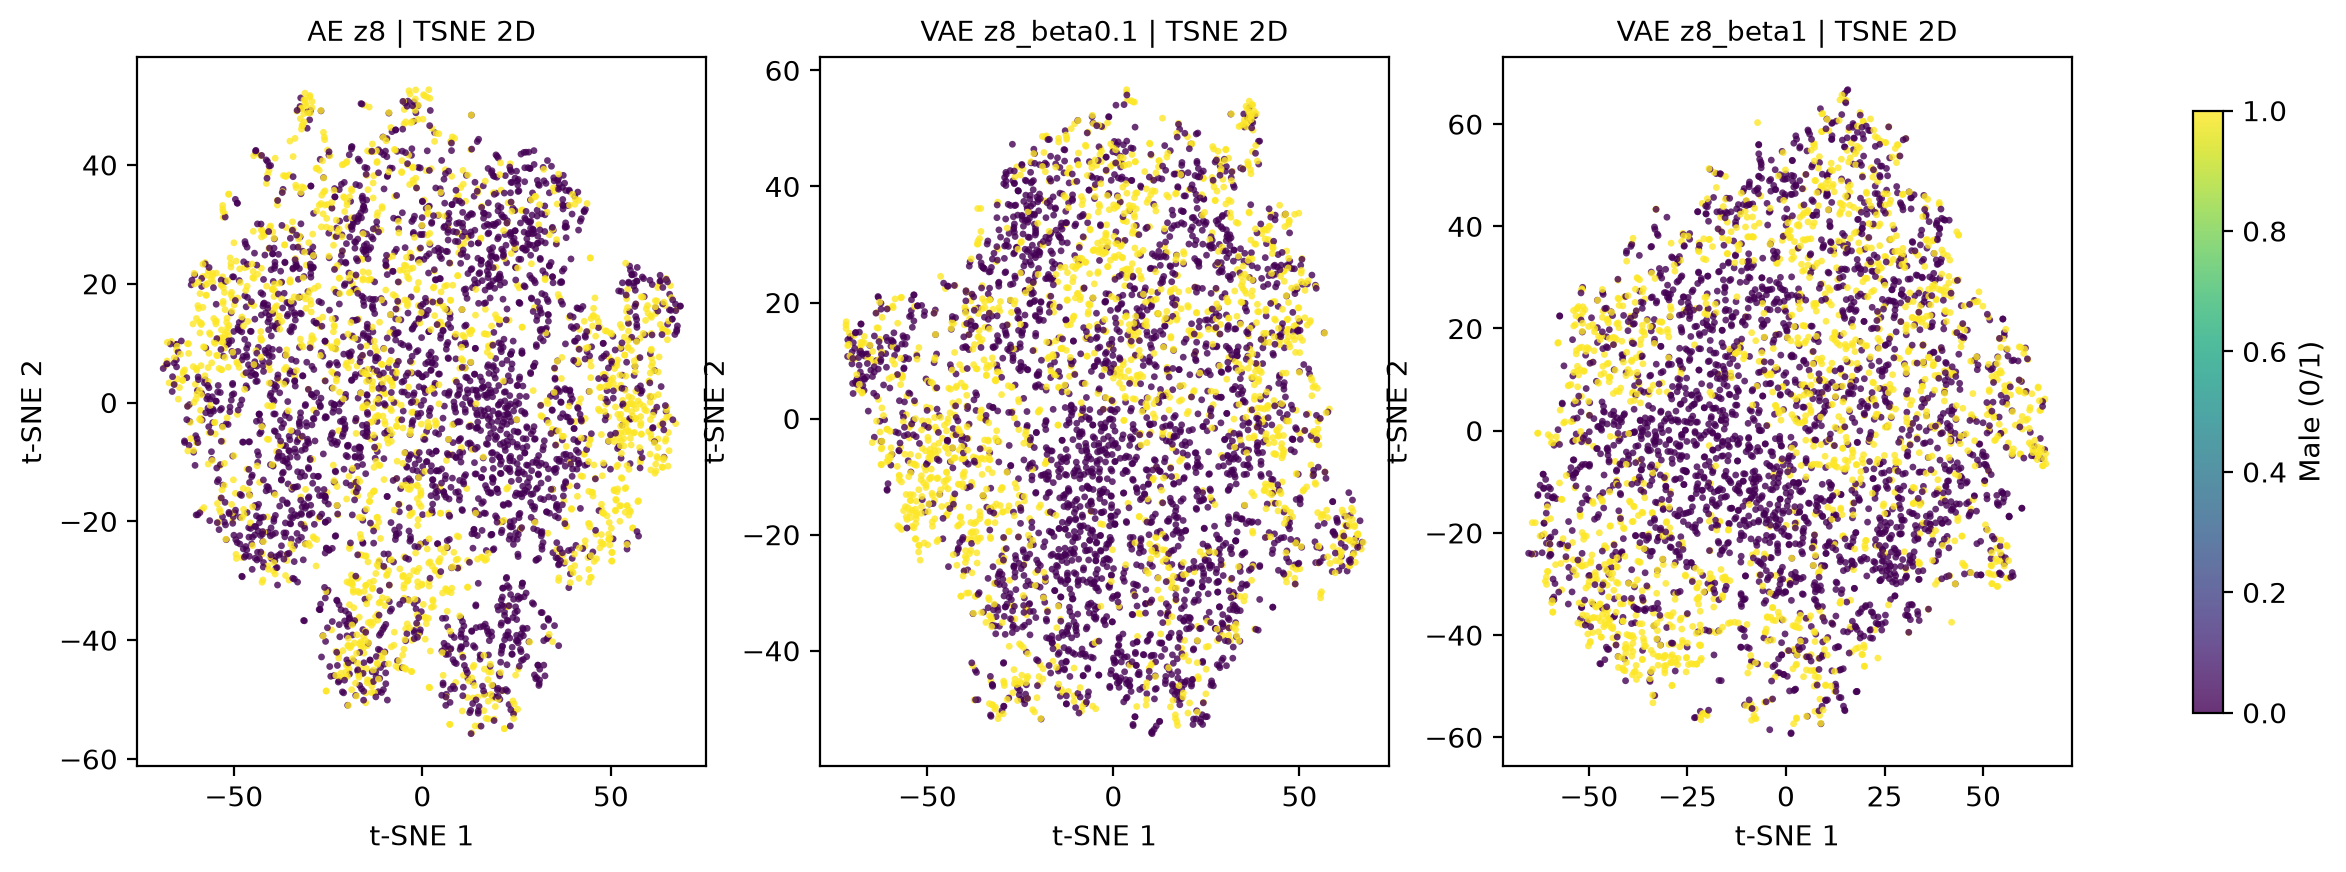 AE z8 | TSNE 2D
t-SNE 2
40
20
0
−20
−40
−60
−50 0 50
t-SNE 1
VAE z8_beta0.1 | TSNE 2D
t-SNE 2
60
40
20
0
−20
−40
−50 0 50
t-SNE 1
VAE z8_beta1 | TSNE 2D
t-SNE 2
60
40
20
0
−20
−40
−60
−50 −25 0 25 50
t-SNE 1
1.0
0.8
0.6
0.4
0.2
0.0
Male (0/1)